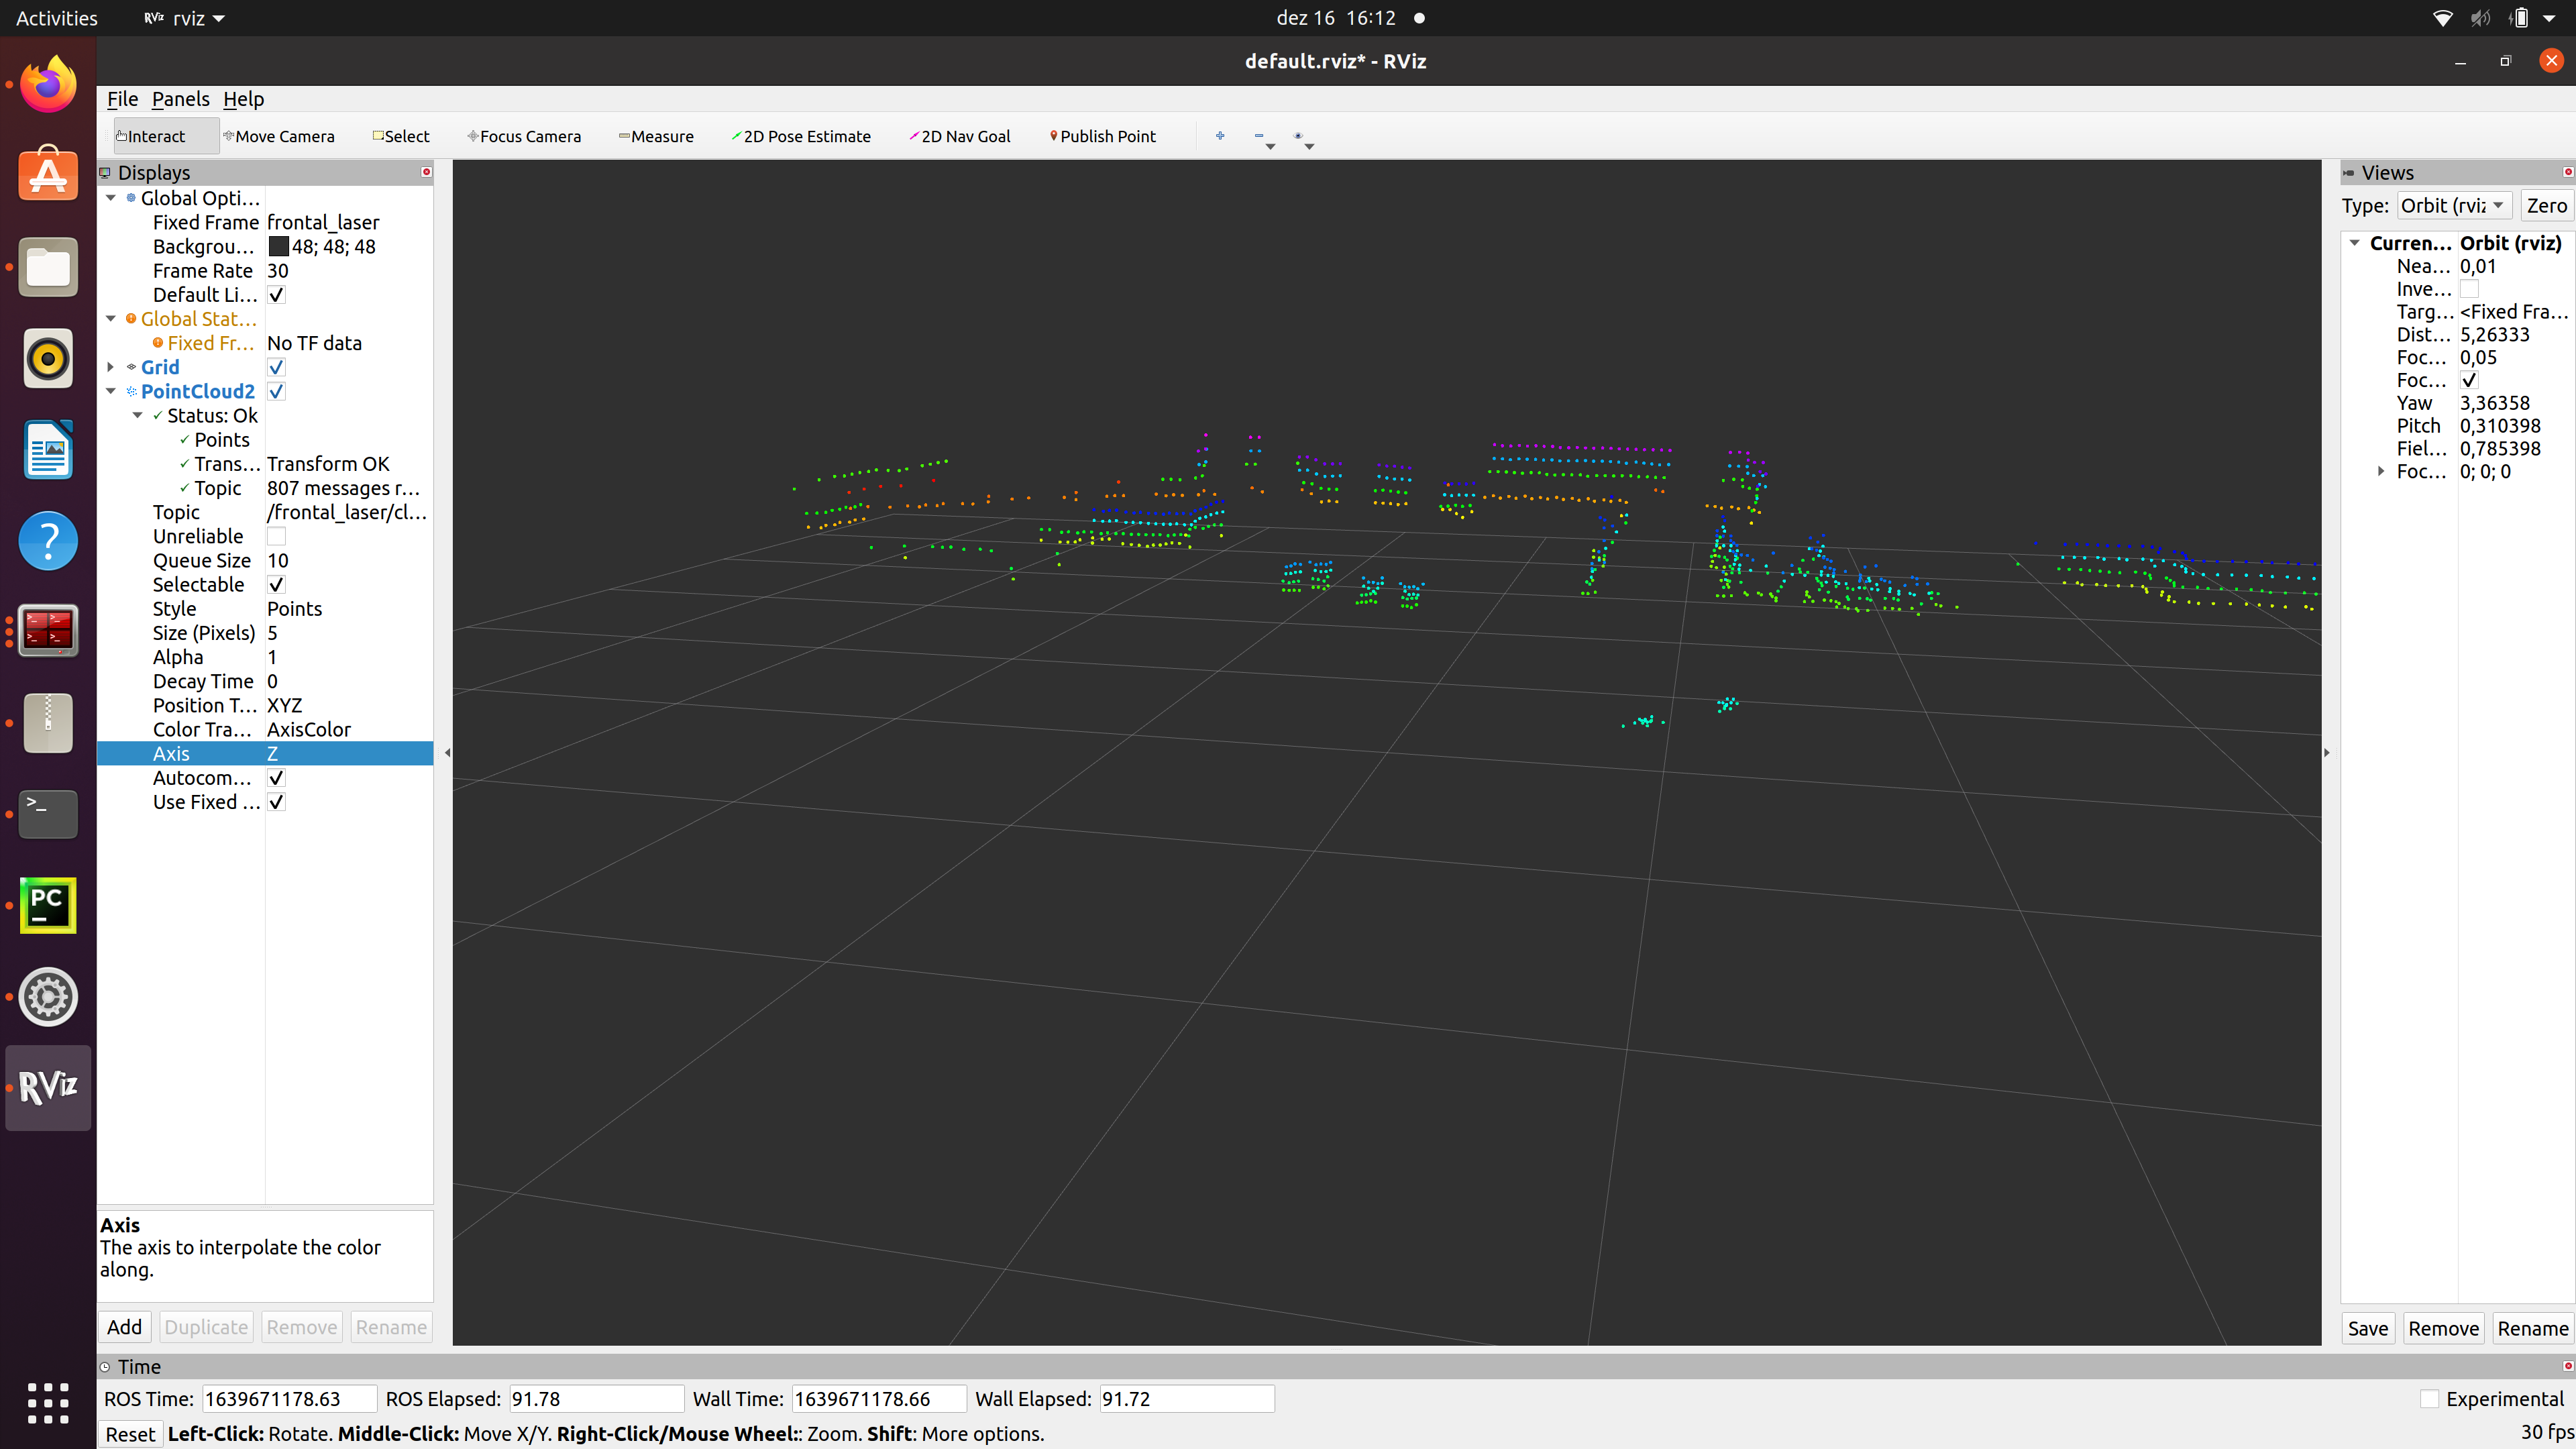 Activities
RViz rviz
dez 16 16:12
default.rviz* - RViz
File Panels Help
Interact Move Camera Select Focus Camera Measure 2D Pose Estimate 2D Nav Goal Publish Point
Displays
Global Opti...
Fixed Frame frontal_laser
Backgrou... 48; 48; 48
Frame Rate 30
Default Li...
Global Stat...
Fixed Fr... No TF data
Grid
PointCloud2
Status: Ok
Points
Trans... Transform OK
Topic 807 messages r...
Topic /frontal_laser/cl...
Unreliable
Queue Size 10
Selectable
Style Points
Size (Pixels) 5
Alpha 1
Decay Time 0
Position T... XYZ
Color Tra... AxisColor
Axis Z
Autocom...
Use Fixed ...
Axis
The axis to interpolate the color
along.
Add Duplicate Remove Rename
Views
Type: Orbit (rviz Zero
Curren... Orbit (rviz)
Nea... 0,01
Inve...
Targ... <Fixed Fra...
Dist... 5,26333
Foc... 0,05
Foc...
Yaw 3,36358
Pitch 0,310398
Fiel... 0,785398
Foc... 0; 0; 0
Save Remove Rename
PC
RViz
Time
ROS Time: 1639671178.63 ROS Elapsed: 91.78 Wall Time: 1639671178.66 Wall Elapsed: 91.72 Experimental
Reset Left-Click: Rotate. Middle-Click: Move X/Y. Right-Click/Mouse Wheel:: Zoom. Shift: More options. 30 fps